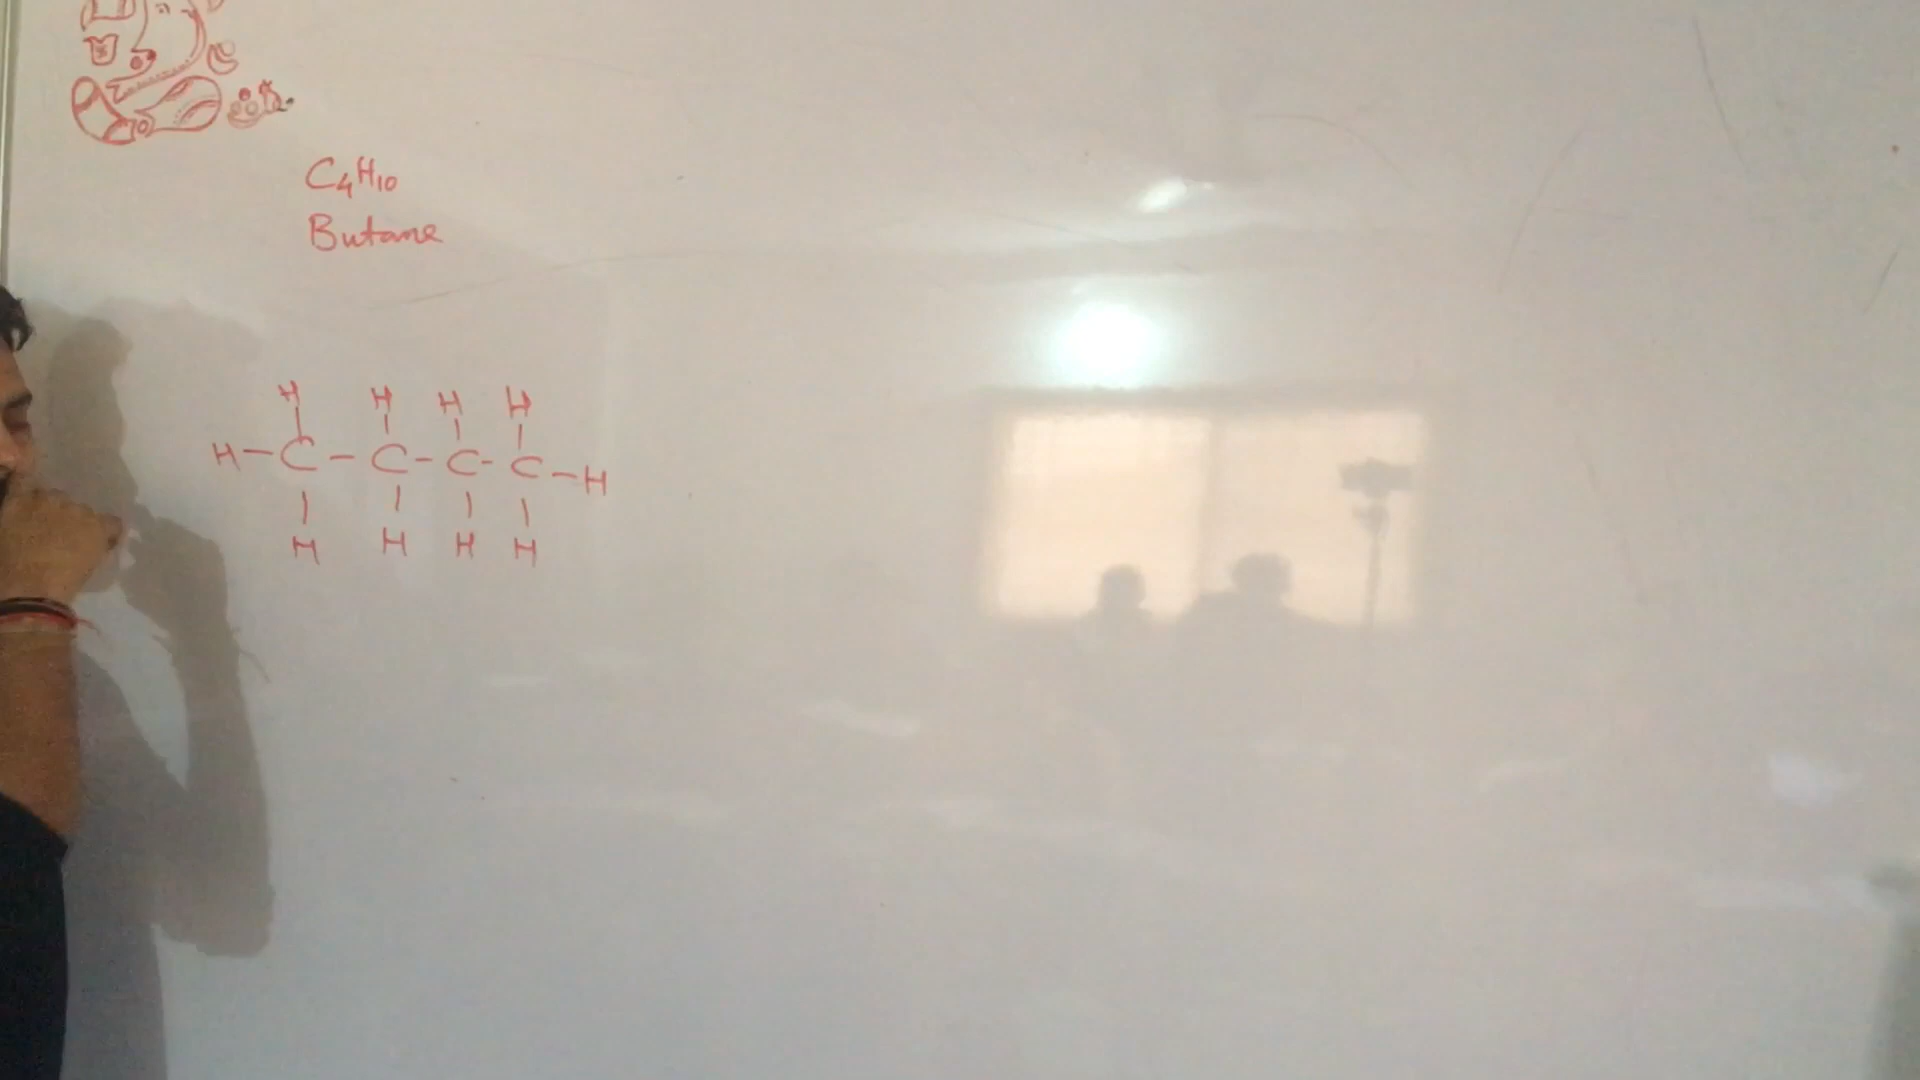 C₄H₁₀
Butane
H H H H
H-C-C-C-C-H
H H H H